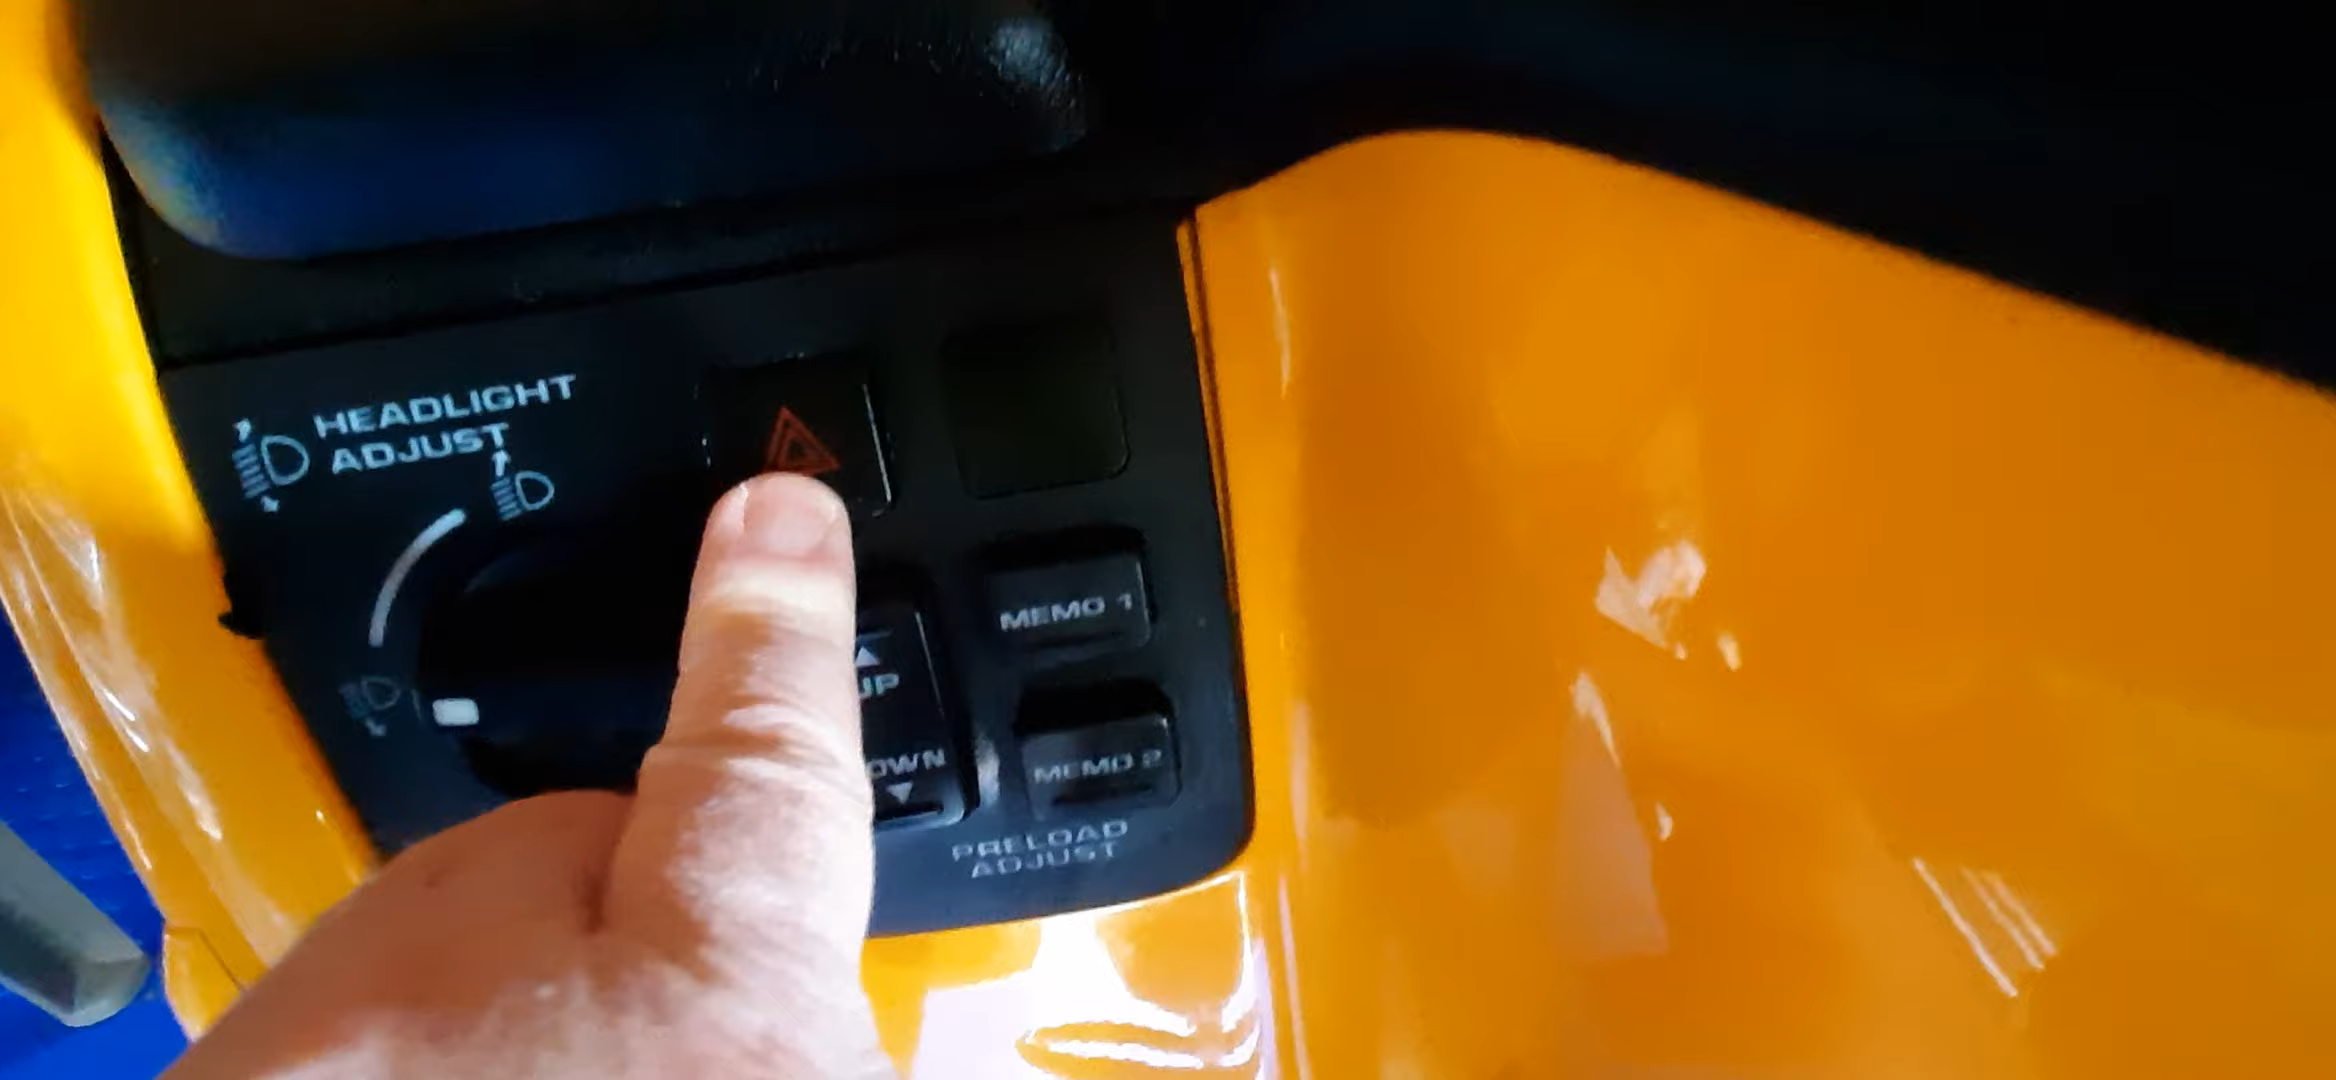 HEADLIGHT
ADJUST
MEMO 1
UP
OWN
MEMO 2
PRELOAD
ADJUST